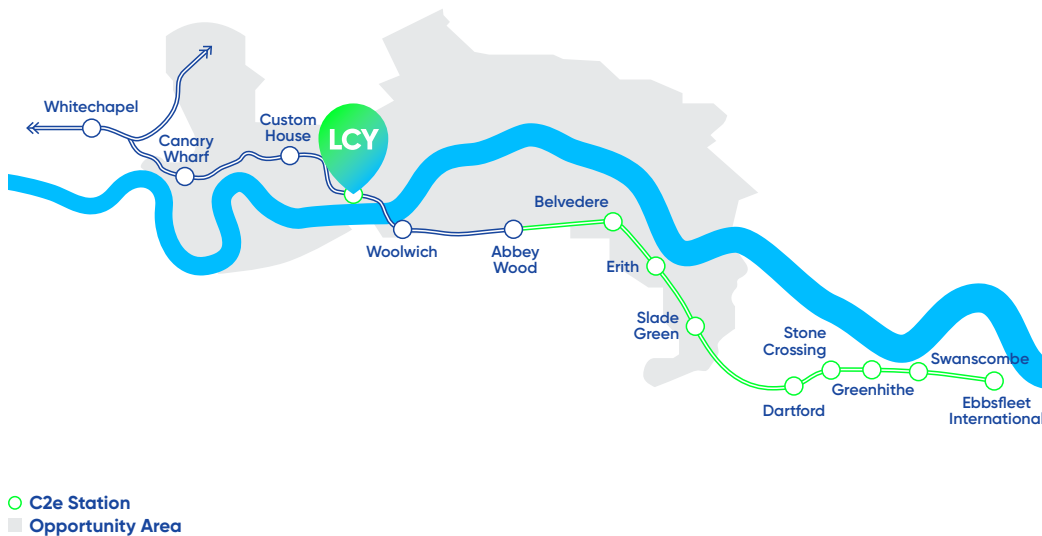 Whitechapel
Canary
Wharf
Custom
House
LCY
Woolwich
Abbey
Wood
Belvedere
Erith
Slade
Green
Dartford
Stone
Crossing
Greenhithe
Swanscombe
Ebbsfleet
International
C2e Station
Opportunity Area